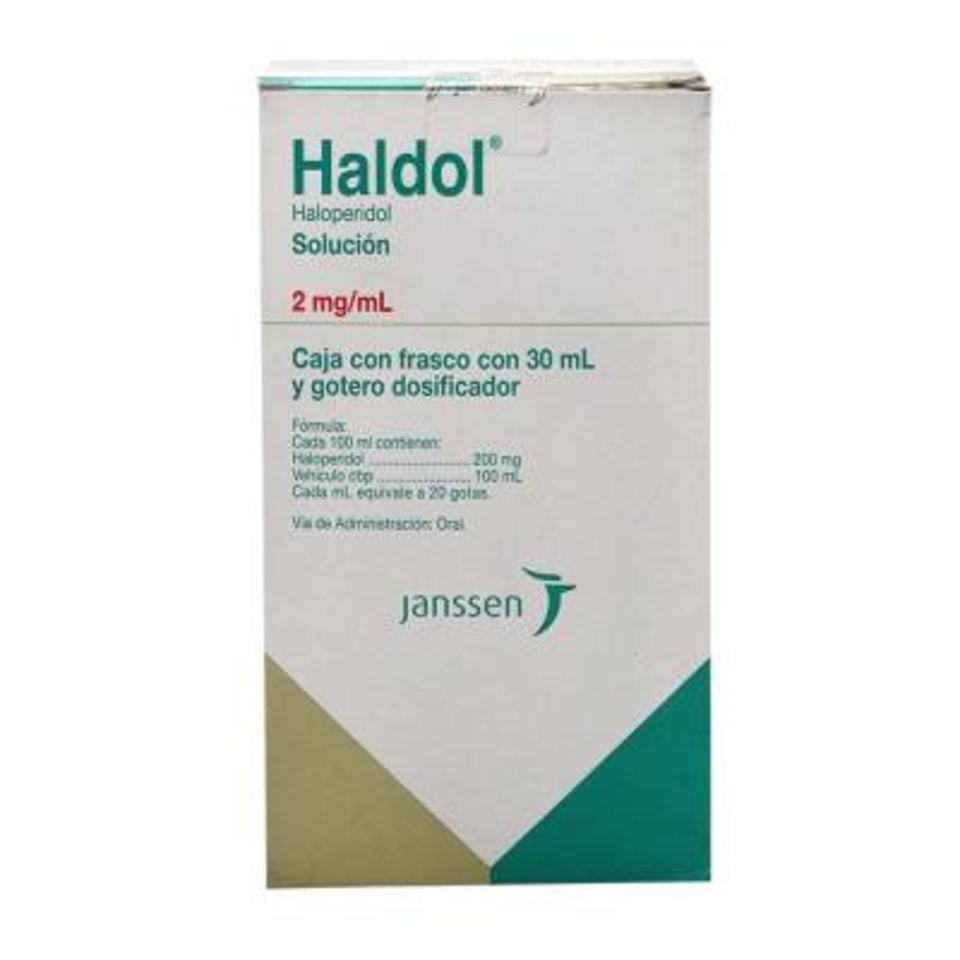 Haldol®
Haloperidol
Solución
2 mg/mL
Caja con frasco con 30 mL
y gotero dosificador
Fórmula:
Cada 100 ml contienen:
Haloperidol ........................ 200 mg
Vehículo cbp ...................... 100 mL
Cada mL equivale a 20 gotas.
Vía de Administración: Oral.
janssen